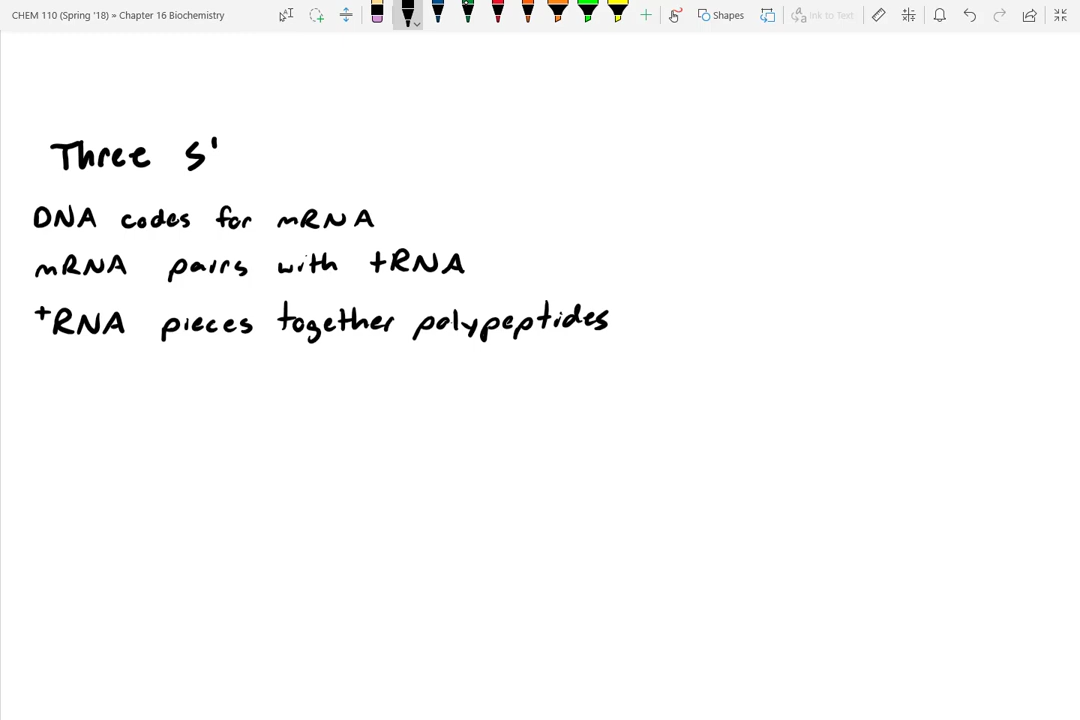 CHEM 110 (Spring '18) » Chapter 16 Biochemistry
Shapes
Ink to Text
Three s'
DNA codes for mRNA
mRNA pairs with tRNA
tRNA pieces together polypeptides